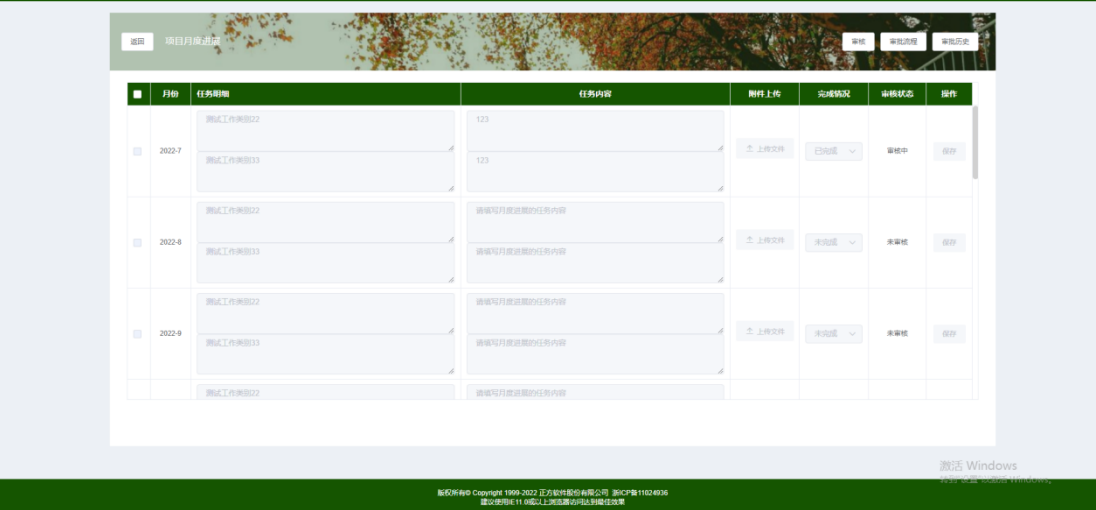 返回 项目月度进展 审核 审批流程 审批历史
月份 任务明细 任务内容 附件上传 完成情况 审核状态 操作
测试工作类别22 123
2022-7 上传文件 已完成 审核中 保存
测试工作类别33 123
测试工作类别22 请填写月度进展的任务内容
2022-8 上传文件 未完成 未审核 保存
测试工作类别33 请填写月度进展的任务内容
测试工作类别22 请填写月度进展的任务内容
2022-9 上传文件 未完成 未审核 保存
测试工作类别33 请填写月度进展的任务内容
测试工作类别22 请填写月度进展的任务内容
激活 Windows
版权所有© Copyright 1999-2022 正方软件股份有限公司 浙ICP备11024936
建议使用IE11.0或以上浏览器访问达到最佳效果